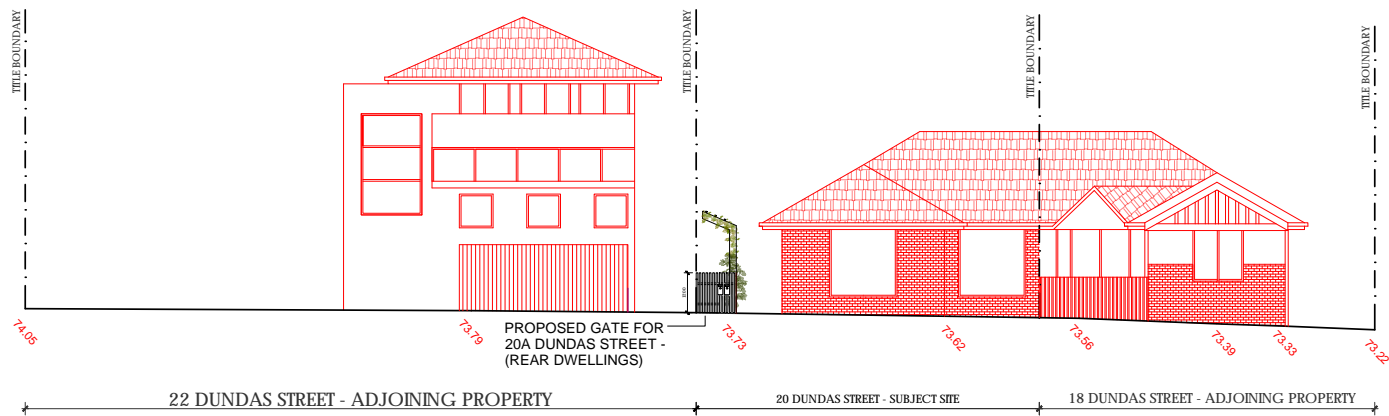 TITLE BOUNDARY
TITLE BOUNDARY
TITLE BOUNDARY
TITLE BOUNDARY
74.05
73.79
PROPOSED GATE FOR
20A DUNDAS STREET -
(REAR DWELLINGS)
73.73
73.62
73.56
73.39
73.33
73.22
22 DUNDAS STREET - ADJOINING PROPERTY
20 DUNDAS STREET - SUBJECT SITE
18 DUNDAS STREET - ADJOINING PROPERTY